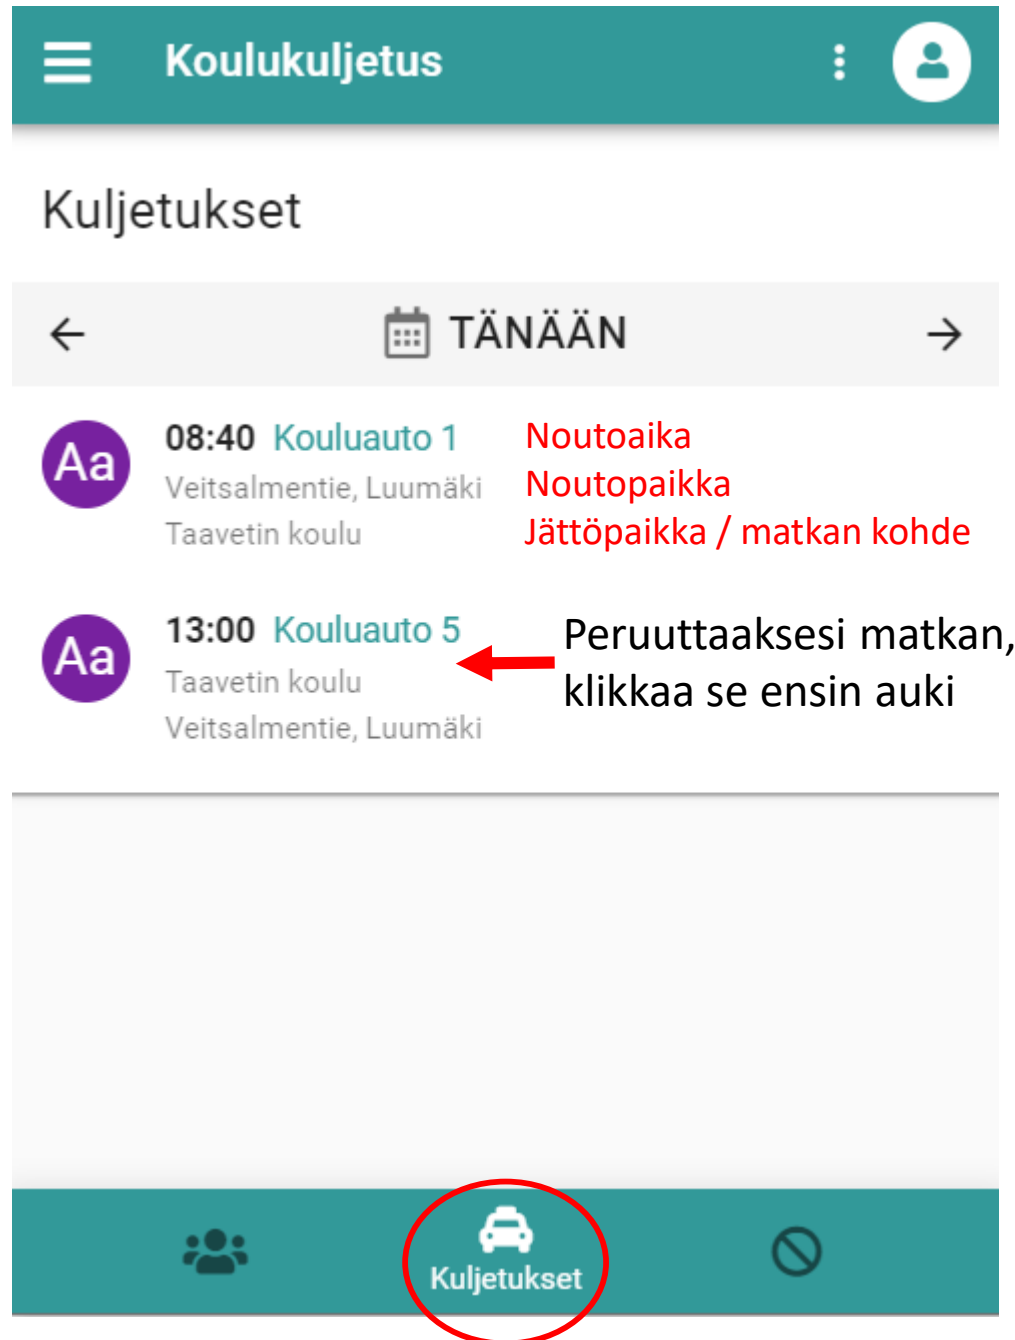 Koulukuljetus
Kuljetukset
TÄNÄÄN
Aa
08:40 Kouluauto 1
Veitsalmentie, Luumäki
Taavetin koulu
Noutoaika
Noutopaikka
Jättöpaikka / matkan kohde
Aa
13:00 Kouluauto 5
Taavetin koulu
Veitsalmentie, Luumäki
Peruuttaaksesi matkan,
klikkaa se ensin auki
Kuljetukset